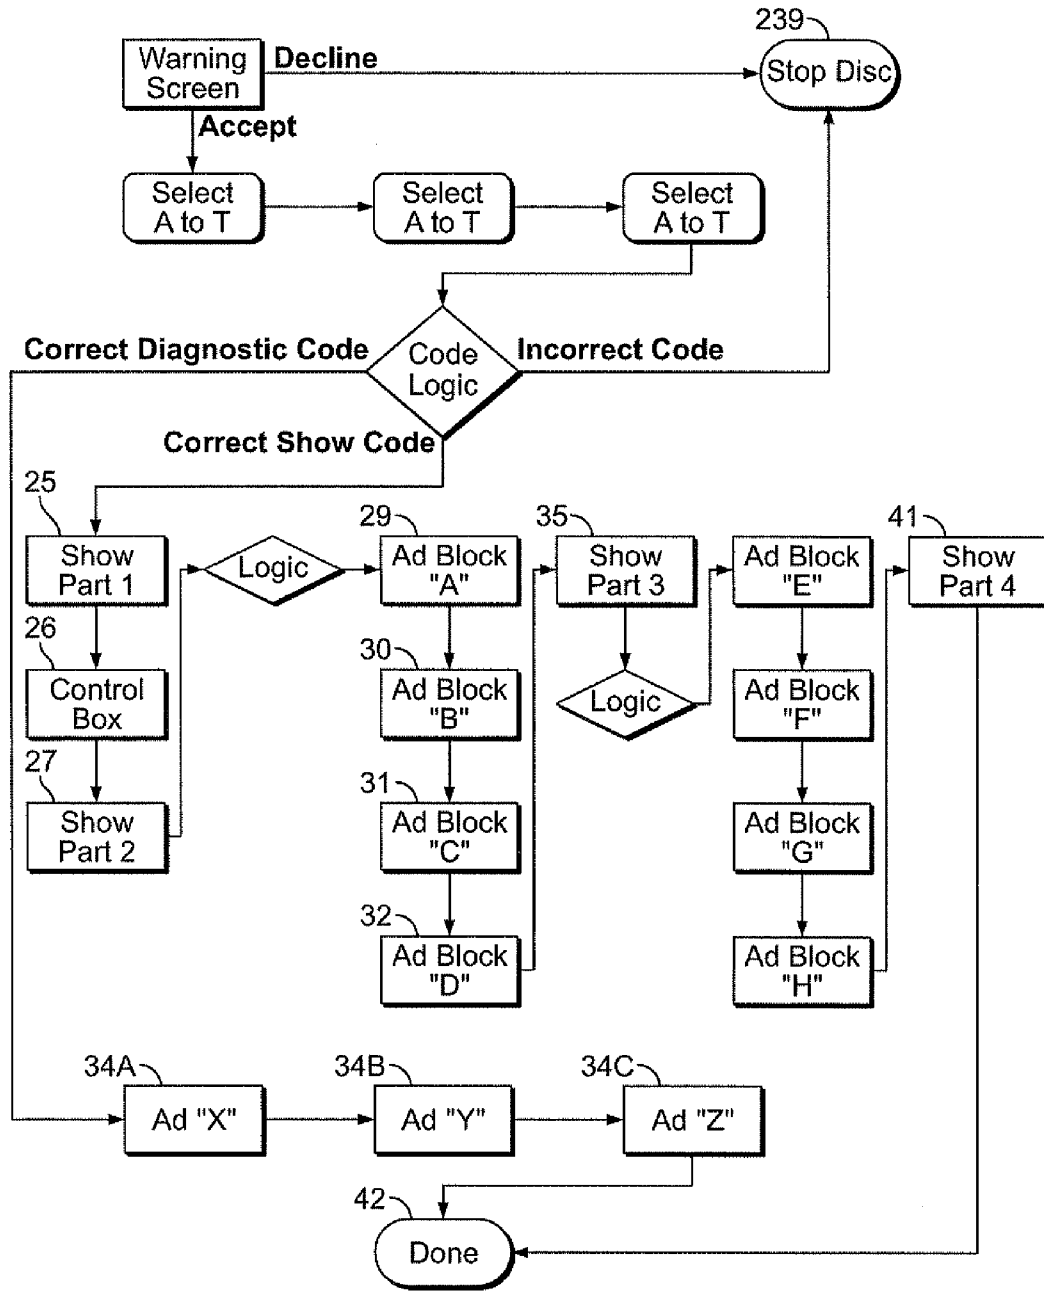 239
Warning
Screen
Decline
Stop Disc
Accept
Select
A to T
Select
A to T
Select
A to T
Correct Diagnostic Code
Code
Logic
Incorrect Code
Correct Show Code
25
Show
Part 1
26
Control
Box
27
Show
Part 2
Logic
29
Ad Block
"A"
30
Ad Block
"B"
31
Ad Block
"C"
32
Ad Block
"D"
35
Show
Part 3
Logic
Ad Block
"E"
Ad Block
"F"
Ad Block
"G"
Ad Block
"H"
41
Show
Part 4
34A
Ad "X"
34B
Ad "Y"
34C
Ad "Z"
42
Done